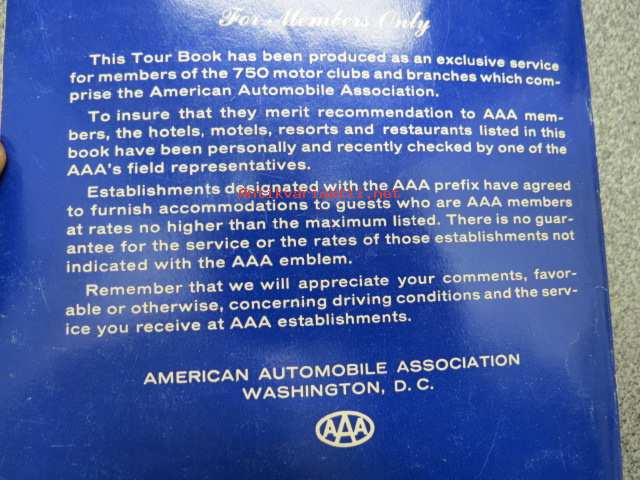 For Members Only
This Tour Book has been produced as an exclusive service
for members of the 750 motor clubs and branches which com-
prise the American Automobile Association.
To insure that they merit recommendation to AAA mem-
bers, the hotels, motels, resorts and restaurants listed in this
book have been personally and recently checked by one of the
AAA's field representatives.
Establishments designated with the AAA prefix have agreed
to furnish accommodations to guests who are AAA members
at rates no higher than the maximum listed. There is no guar-
antee for the service or the rates of those establishments not
indicated with the AAA emblem.
Remember that we will appreciate your comments, favor-
able or otherwise, concerning driving conditions and the serv-
ice you receive at AAA establishments.
AMERICAN AUTOMOBILE ASSOCIATION
WASHINGTON, D. C.
AAA